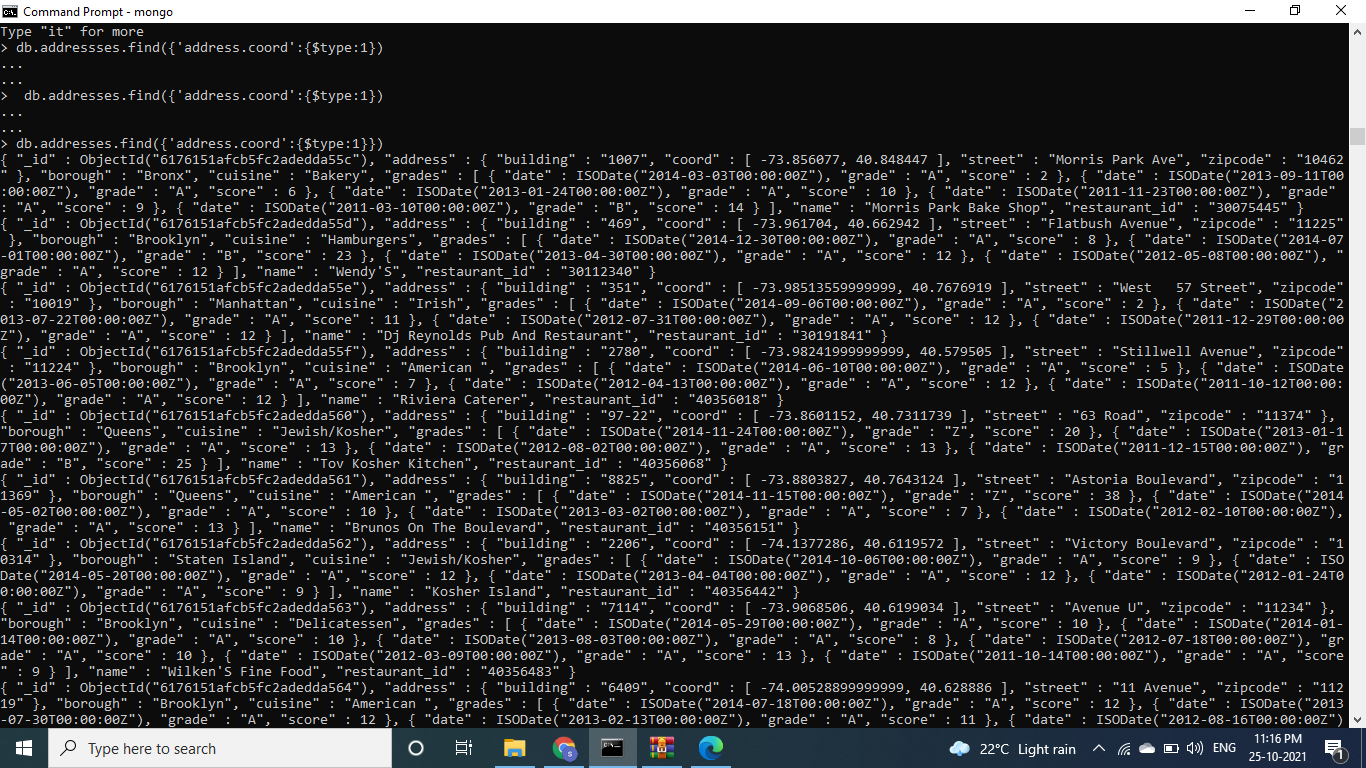 Command Prompt - mongo
Type "it" for more
> db.addressses.find({'address.coord':{$type:1})
...
...
>  db.addresses.find({'address.coord':{$type:1})
...
...
> db.addresses.find({'address.coord':{$type:1}})
{ "_id" : ObjectId("6176151afcb5fc2adedda55c"), "address" : { "building" : "1007", "coord" : [ -73.856077, 40.848447 ], "street" : "Morris Park Ave", "zipcode" : "10462
" }, "borough" : "Bronx", "cuisine" : "Bakery", "grades" : [ { "date" : ISODate("2014-03-03T00:00:00Z"), "grade" : "A", "score" : 2 }, { "date" : ISODate("2013-09-11T00
:00:00Z"), "grade" : "A", "score" : 6 }, { "date" : ISODate("2013-01-24T00:00:00Z"), "grade" : "A", "score" : 10 }, { "date" : ISODate("2011-11-23T00:00:00Z"), "grade"
: "A", "score" : 9 }, { "date" : ISODate("2011-03-10T00:00:00Z"), "grade" : "B", "score" : 14 } ], "name" : "Morris Park Bake Shop", "restaurant_id" : "30075445" }
{ "_id" : ObjectId("6176151afcb5fc2adedda55d"), "address" : { "building" : "469", "coord" : [ -73.961704, 40.662942 ], "street" : "Flatbush Avenue", "zipcode" : "11225"
 }, "borough" : "Brooklyn", "cuisine" : "Hamburgers", "grades" : [ { "date" : ISODate("2014-12-30T00:00:00Z"), "grade" : "A", "score" : 8 }, { "date" : ISODate("2014-07
-01T00:00:00Z"), "grade" : "B", "score" : 23 }, { "date" : ISODate("2013-04-30T00:00:00Z"), "grade" : "A", "score" : 12 }, { "date" : ISODate("2012-05-08T00:00:00Z"), "
grade" : "A", "score" : 12 } ], "name" : "Wendy'S", "restaurant_id" : "30112340" }
{ "_id" : ObjectId("6176151afcb5fc2adedda55e"), "address" : { "building" : "351", "coord" : [ -73.98513559999999, 40.7676919 ], "street" : "West   57 Street", "zipcode"
 : "10019" }, "borough" : "Manhattan", "cuisine" : "Irish", "grades" : [ { "date" : ISODate("2014-09-06T00:00:00Z"), "grade" : "A", "score" : 2 }, { "date" : ISODate("2
013-07-22T00:00:00Z"), "grade" : "A", "score" : 11 }, { "date" : ISODate("2012-07-31T00:00:00Z"), "grade" : "A", "score" : 12 }, { "date" : ISODate("2011-12-29T00:00:00
Z"), "grade" : "A", "score" : 12 } ], "name" : "Dj Reynolds Pub And Restaurant", "restaurant_id" : "30191841" }
{ "_id" : ObjectId("6176151afcb5fc2adedda55f"), "address" : { "building" : "2780", "coord" : [ -73.98241999999999, 40.579505 ], "street" : "Stillwell Avenue", "zipcode"
 : "11224" }, "borough" : "Brooklyn", "cuisine" : "American ", "grades" : [ { "date" : ISODate("2014-06-10T00:00:00Z"), "grade" : "A", "score" : 5 }, { "date" : ISODate
("2013-06-05T00:00:00Z"), "grade" : "A", "score" : 7 }, { "date" : ISODate("2012-04-13T00:00:00Z"), "grade" : "A", "score" : 12 }, { "date" : ISODate("2011-10-12T00:00:
00Z"), "grade" : "A", "score" : 12 } ], "name" : "Riviera Caterer", "restaurant_id" : "40356018" }
{ "_id" : ObjectId("6176151afcb5fc2adedda560"), "address" : { "building" : "97-22", "coord" : [ -73.8601152, 40.7311739 ], "street" : "63 Road", "zipcode" : "11374" },
"borough" : "Queens", "cuisine" : "Jewish/Kosher", "grades" : [ { "date" : ISODate("2014-11-24T00:00:00Z"), "grade" : "Z", "score" : 20 }, { "date" : ISODate("2013-01-1
7T00:00:00Z"), "grade" : "A", "score" : 13 }, { "date" : ISODate("2012-08-02T00:00:00Z"), "grade" : "A", "score" : 13 }, { "date" : ISODate("2011-12-15T00:00:00Z"), "gr
ade" : "B", "score" : 25 } ], "name" : "Tov Kosher Kitchen", "restaurant_id" : "40356068" }
{ "_id" : ObjectId("6176151afcb5fc2adedda561"), "address" : { "building" : "8825", "coord" : [ -73.8803827, 40.7643124 ], "street" : "Astoria Boulevard", "zipcode" : "1
1369" }, "borough" : "Queens", "cuisine" : "American ", "grades" : [ { "date" : ISODate("2014-11-15T00:00:00Z"), "grade" : "Z", "score" : 38 }, { "date" : ISODate("2014
-05-02T00:00:00Z"), "grade" : "A", "score" : 10 }, { "date" : ISODate("2013-03-02T00:00:00Z"), "grade" : "A", "score" : 7 }, { "date" : ISODate("2012-02-10T00:00:00Z"),
 "grade" : "A", "score" : 13 } ], "name" : "Brunos On The Boulevard", "restaurant_id" : "40356151" }
{ "_id" : ObjectId("6176151afcb5fc2adedda562"), "address" : { "building" : "2206", "coord" : [ -74.1377286, 40.6119572 ], "street" : "Victory Boulevard", "zipcode" : "1
0314" }, "borough" : "Staten Island", "cuisine" : "Jewish/Kosher", "grades" : [ { "date" : ISODate("2014-10-06T00:00:00Z"), "grade" : "A", "score" : 9 }, { "date" : ISO
Date("2014-05-20T00:00:00Z"), "grade" : "A", "score" : 12 }, { "date" : ISODate("2013-04-04T00:00:00Z"), "grade" : "A", "score" : 12 }, { "date" : ISODate("2012-01-24T0
0:00:00Z"), "grade" : "A", "score" : 9 } ], "name" : "Kosher Island", "restaurant_id" : "40356442" }
{ "_id" : ObjectId("6176151afcb5fc2adedda563"), "address" : { "building" : "7114", "coord" : [ -73.9068506, 40.6199034 ], "street" : "Avenue U", "zipcode" : "11234" },
"borough" : "Brooklyn", "cuisine" : "Delicatessen", "grades" : [ { "date" : ISODate("2014-05-29T00:00:00Z"), "grade" : "A", "score" : 10 }, { "date" : ISODate("2014-01-
14T00:00:00Z"), "grade" : "A", "score" : 10 }, { "date" : ISODate("2013-08-03T00:00:00Z"), "grade" : "A", "score" : 8 }, { "date" : ISODate("2012-07-18T00:00:00Z"), "gr
ade" : "A", "score" : 10 }, { "date" : ISODate("2012-03-09T00:00:00Z"), "grade" : "A", "score" : 13 }, { "date" : ISODate("2011-10-14T00:00:00Z"), "grade" : "A", "score
" : 9 } ], "name" : "Wilken'S Fine Food", "restaurant_id" : "40356483" }
{ "_id" : ObjectId("6176151afcb5fc2adedda564"), "address" : { "building" : "6409", "coord" : [ -74.00528899999999, 40.628886 ], "street" : "11 Avenue", "zipcode" : "112
19" }, "borough" : "Brooklyn", "cuisine" : "American ", "grades" : [ { "date" : ISODate("2014-07-18T00:00:00Z"), "grade" : "A", "score" : 12 }, { "date" : ISODate("2013
-07-30T00:00:00Z"), "grade" : "A", "score" : 12 }, { "date" : ISODate("2013-02-13T00:00:00Z"), "grade" : "A", "score" : 11 }, { "date" : ISODate("2012-08-16T00:00:00Z")
Type here to search
22°C Light rain
ENG
11:16 PM
25-10-2021
1